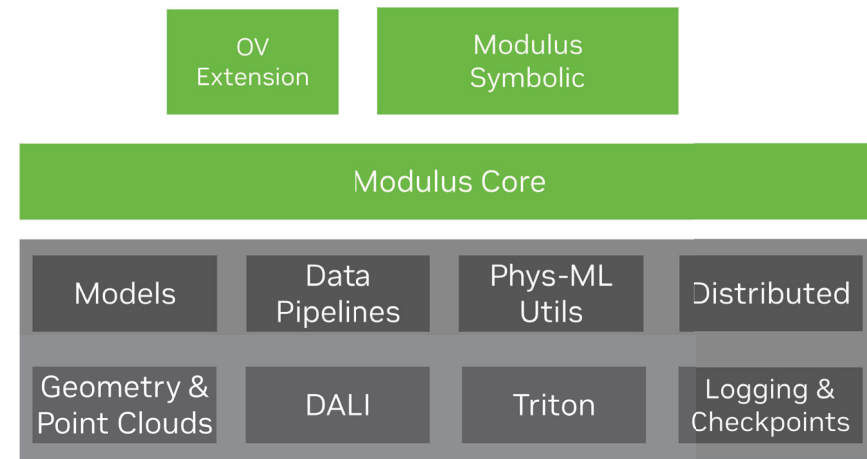 OV
Extension
Modulus
Symbolic
Modulus Core
Models
Data
Pipelines
Phys-ML
Utils
Distributed
Geometry &
Point Clouds
DALI
Triton
Logging &
Checkpoints